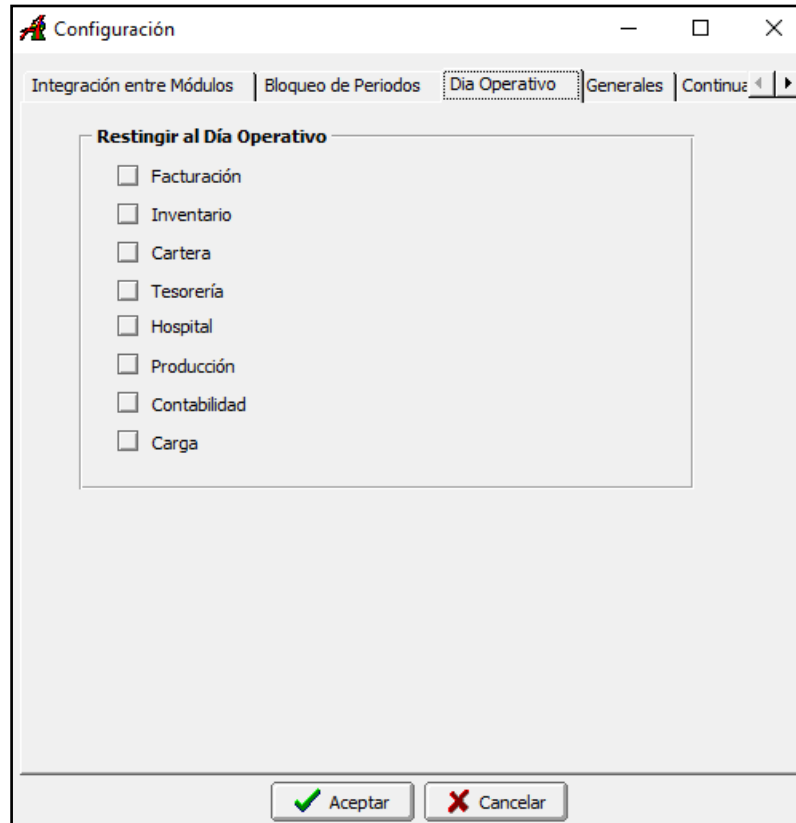 Configuración
Integración entre Módulos Bloqueo de Periodos Dia Operativo Generales Continua
Restingir al Día Operativo
Facturación
Inventario
Cartera
Tesorería
Hospital
Producción
Contabilidad
Carga
Aceptar Cancelar